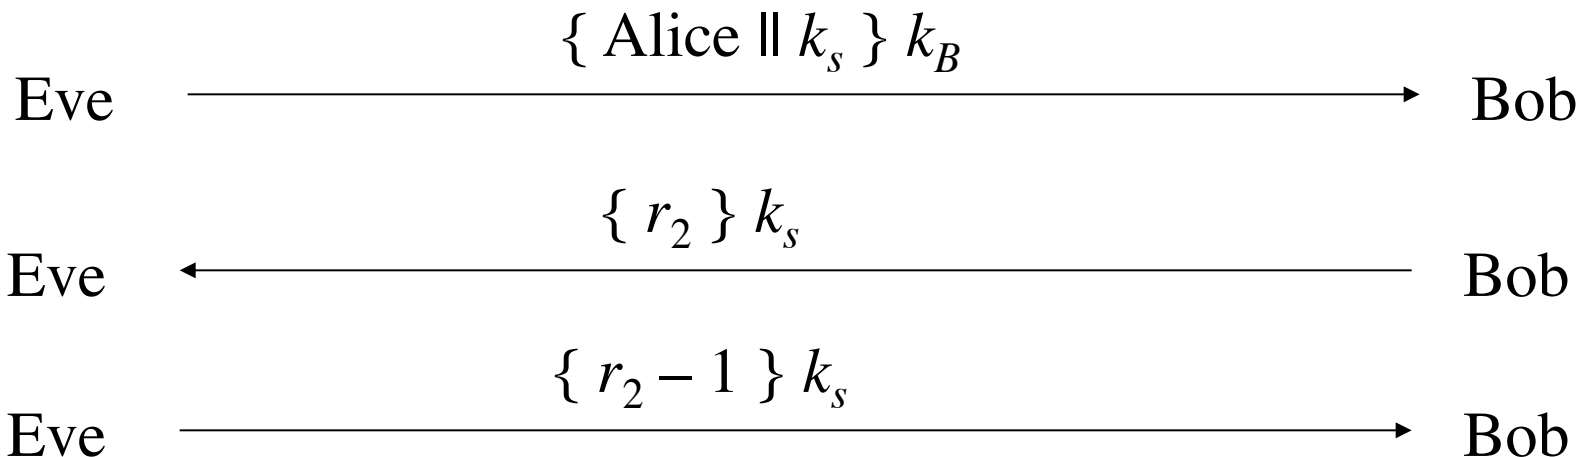 { Alice || k_s } k_B
Eve Bob
{ r_2 } k_s
Eve Bob
{ r_2 – 1 } k_s
Eve Bob